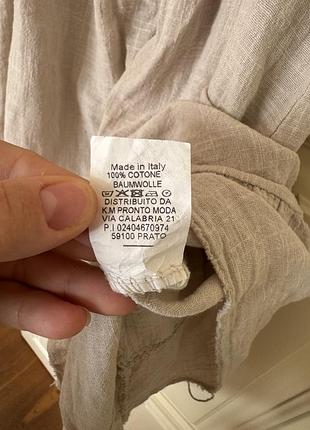 Made in Italy
100% COTONE
BAUMWOLLE
DISTRIBUITO DA
K.M PRONTO MODA
VIA CALABRIA 21
P.I 02404670974
59100 PRATO